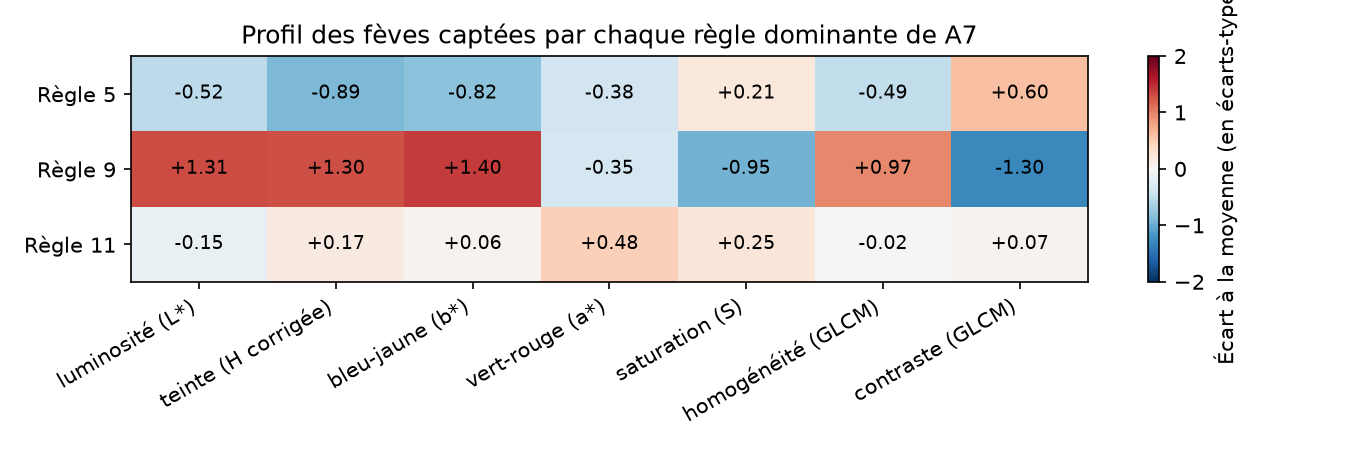 Profil des fèves captées par chaque règle dominante de A7
Règle 5 -0.52 -0.89 -0.82 -0.38 +0.21 -0.49 +0.60
Règle 9 +1.31 +1.30 +1.40 -0.35 -0.95 +0.97 -1.30
Règle 11 -0.15 +0.17 +0.06 +0.48 +0.25 -0.02 +0.07
luminosité (L*)
teinte (H corrigée)
bleu-jaune (b*)
vert-rouge (a*)
saturation (S)
homogénéité (GLCM)
contraste (GLCM)
2
1
0
−1
−2
Écart à la moyenne (en écarts-type